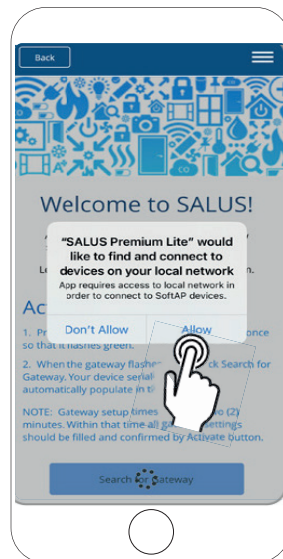 Back
Welcome to SALUS!
"SALUS Premium Lite" would
like to find and connect to
devices on your local network
App requires access to local network in
order to connect to SoftAP devices.
Don't Allow
Allow
Ac
1. Pr once
so that it flashes green.
2. When the gateway flashe ck Search for
Gateway. Your device serial
automatically populate in t
NOTE: Gateway setup times o (2)
minutes. Within that time all settings
should be filled and confirmed by Activate button.
Search for Gateway